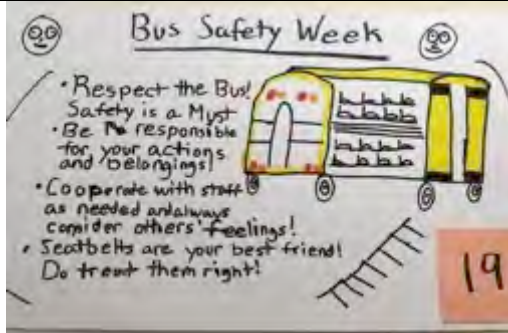 Bus Safety Week
• Respect the Bus!
Safety is a Must
• Be responsible
for your actions
and belongings!
• Cooperate with staff
as needed and always
consider others' feelings!
• Seatbelts are your best friend!
Do treat them right!
19